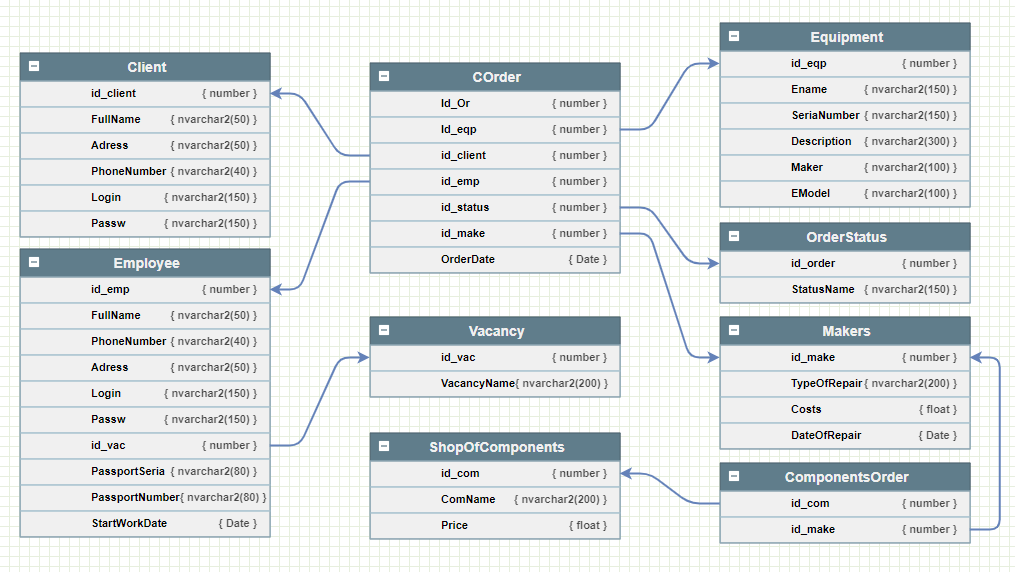 Client
id_client { number }
FullName { nvarchar2(50) }
Adress { nvarchar2(50) }
PhoneNumber { nvarchar2(40) }
Login { nvarchar2(150) }
Passw { nvarchar2(150) }
Employee
id_emp { number }
FullName { nvarchar2(50) }
PhoneNumber { nvarchar2(40) }
Adress { nvarchar2(50) }
Login { nvarchar2(150) }
Passw { nvarchar2(150) }
id_vac { number }
PassportSeria { nvarchar2(80) }
PassportNumber{ nvarchar2(80) }
StartWorkDate { Date }
COrder
Id_Or { number }
Id_eqp { number }
id_client { number }
id_emp { number }
id_status { number }
id_make { number }
OrderDate { Date }
Vacancy
id_vac { number }
VacancyName{ nvarchar2(200) }
ShopOfComponents
id_com { number }
ComName { nvarchar2(200) }
Price { float }
Equipment
id_eqp { number }
Ename { nvarchar2(150) }
SeriaNumber { nvarchar2(150) }
Description { nvarchar2(300) }
Maker { nvarchar2(100) }
EModel { nvarchar2(100) }
OrderStatus
id_order { number }
StatusName { nvarchar2(150) }
Makers
id_make { number }
TypeOfRepair{ nvarchar2(200) }
Costs { float }
DateOfRepair { Date }
ComponentsOrder
id_com { number }
id_make { number }